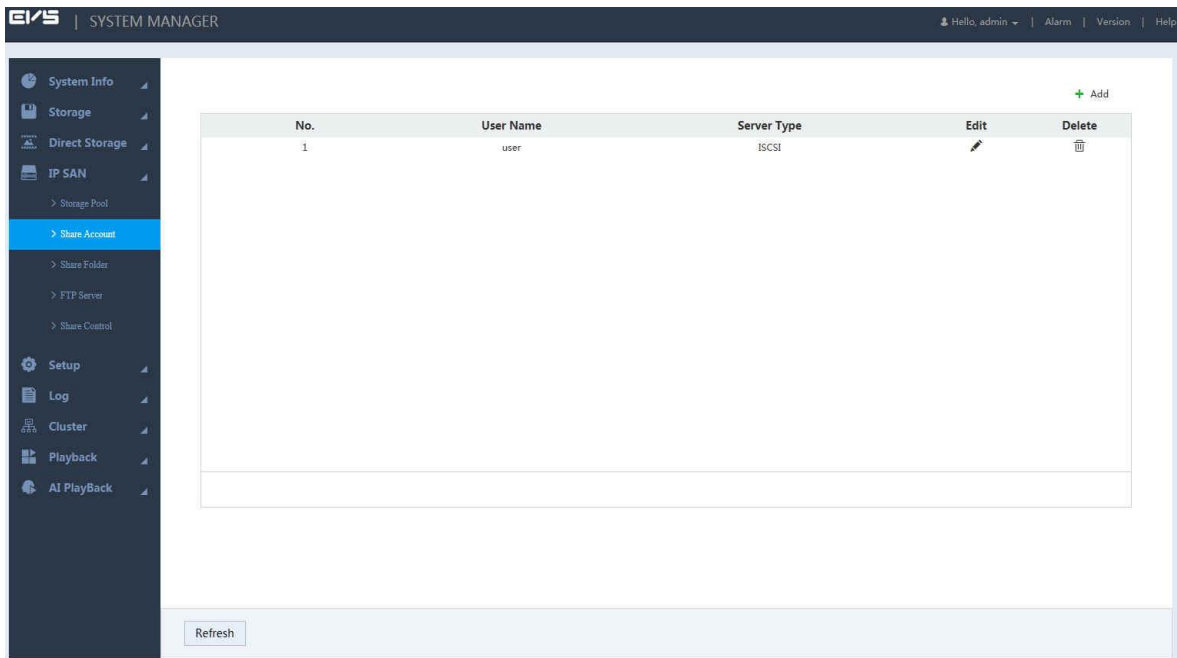 EVS | SYSTEM MANAGER
Hello, admin | Alarm | Version | Help
System Info
Storage
Direct Storage
IP SAN
> Storage Pool
> Share Account
> Share Folder
> FTP Server
> Share Control
Setup
Log
Cluster
Playback
AI PlayBack
+ Add
No. User Name Server Type Edit Delete
1 user ISCSI
Refresh